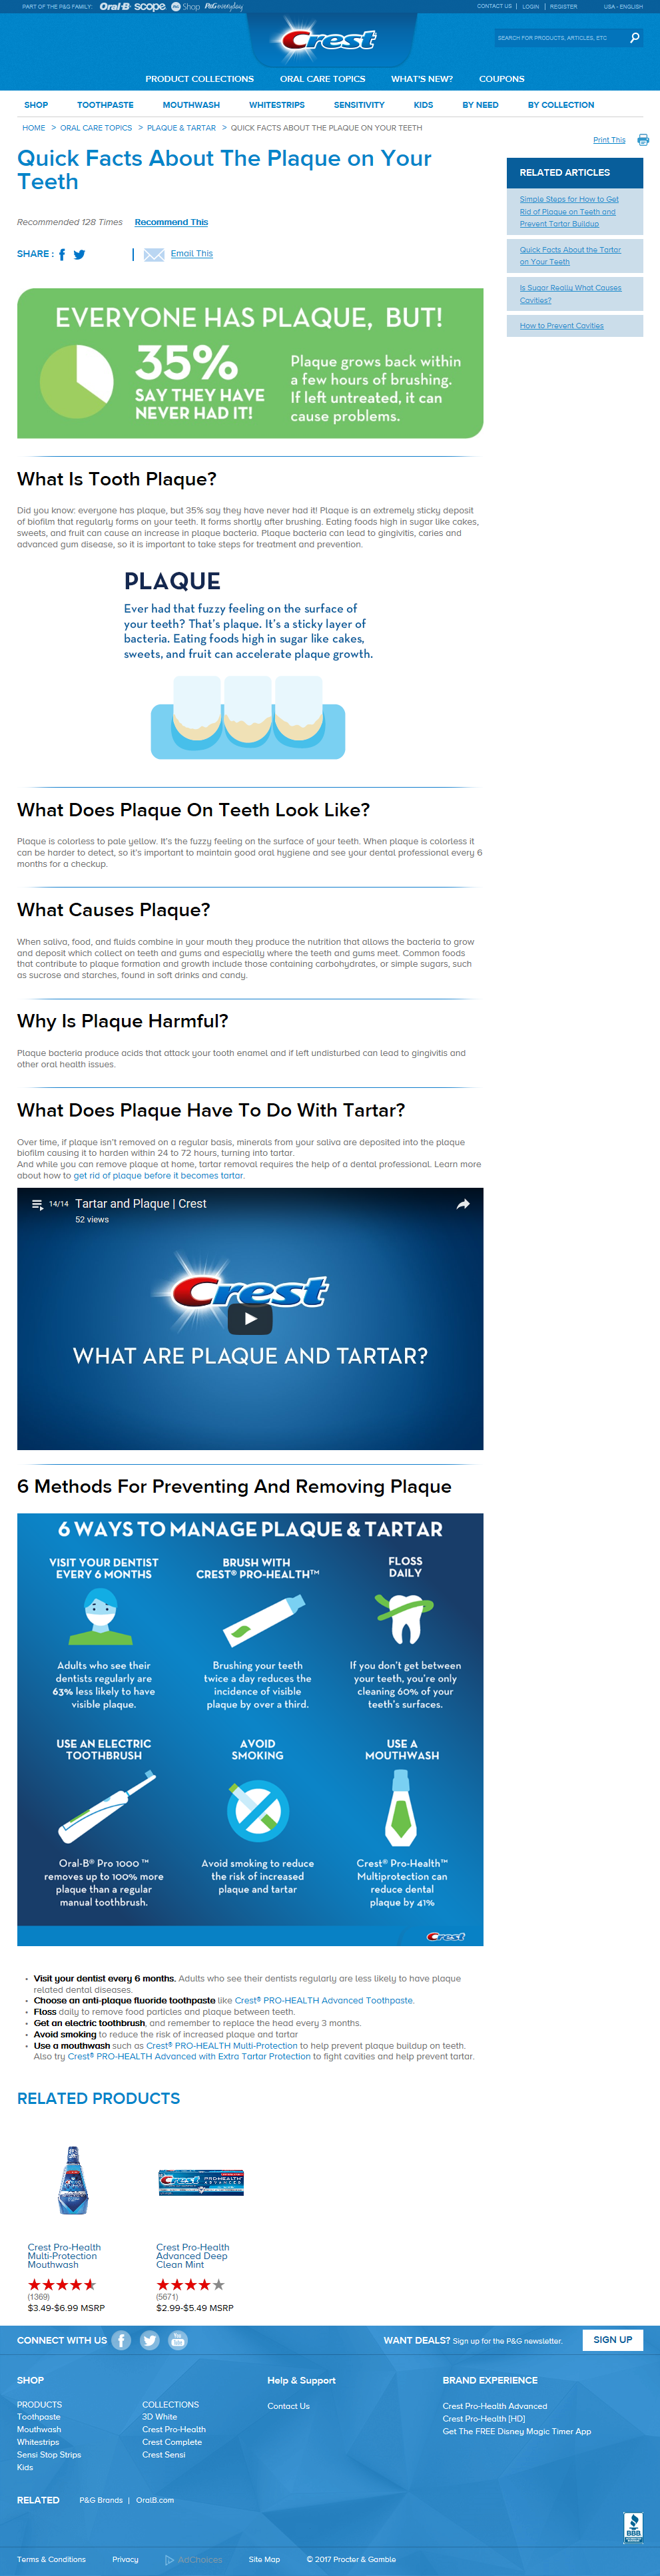 PART OF THE P&G FAMILY: Oral-B scope Shop P&G everyday
CONTACT US | LOGIN | REGISTER USA - ENGLISH
Crest
SEARCH FOR PRODUCTS, ARTICLES, ETC
PRODUCT COLLECTIONS ORAL CARE TOPICS WHAT'S NEW? COUPONS
SHOP TOOTHPASTE MOUTHWASH WHITESTRIPS SENSITIVITY KIDS BY NEED BY COLLECTION
HOME > ORAL CARE TOPICS > PLAQUE & TARTAR > QUICK FACTS ABOUT THE PLAQUE ON YOUR TEETH
Print This
Quick Facts About The Plaque on Your
Teeth
Recommended 128 Times Recommend This
SHARE : | Email This
RELATED ARTICLES
Simple Steps for How to Get
Rid of Plaque on Teeth and
Prevent Tartar Buildup
Quick Facts About the Tartar
on Your Teeth
Is Sugar Really What Causes
Cavities?
How to Prevent Cavities
EVERYONE HAS PLAQUE, BUT!
35%
SAY THEY HAVE
NEVER HAD IT!
Plaque grows back within
a few hours of brushing.
If left untreated, it can
cause problems.
What Is Tooth Plaque?
Did you know: everyone has plaque, but 35% say they have never had it! Plaque is an extremely sticky deposit
of biofilm that regularly forms on your teeth. It forms shortly after brushing. Eating foods high in sugar like cakes,
sweets, and fruit can cause an increase in plaque bacteria. Plaque bacteria can lead to gingivitis, caries and
advanced gum disease, so it is important to take steps for treatment and prevention.
PLAQUE
Ever had that fuzzy feeling on the surface of
your teeth? That's plaque. It's a sticky layer of
bacteria. Eating foods high in sugar like cakes,
sweets, and fruit can accelerate plaque growth.
What Does Plaque On Teeth Look Like?
Plaque is colorless to pale yellow. It's the fuzzy feeling on the surface of your teeth. When plaque is colorless it
can be harder to detect, so it's important to maintain good oral hygiene and see your dental professional every 6
months for a checkup.
What Causes Plaque?
When saliva, food, and fluids combine in your mouth they produce the nutrition that allows the bacteria to grow
and deposit which collect on teeth and gums and especially where the teeth and gums meet. Common foods
that contribute to plaque formation and growth include those containing carbohydrates, or simple sugars, such
as sucrose and starches, found in soft drinks and candy.
Why Is Plaque Harmful?
Plaque bacteria produce acids that attack your tooth enamel and if left undisturbed can lead to gingivitis and
other oral health issues.
What Does Plaque Have To Do With Tartar?
Over time, if plaque isn't removed on a regular basis, minerals from your saliva are deposited into the plaque
biofilm causing it to harden within 24 to 72 hours, turning into tartar.
And while you can remove plaque at home, tartar removal requires the help of a dental professional. Learn more
about how to get rid of plaque before it becomes tartar.
14/14 Tartar and Plaque | Crest
52 views
Crest
WHAT ARE PLAQUE AND TARTAR?
6 Methods For Preventing And Removing Plaque
6 WAYS TO MANAGE PLAQUE & TARTAR
VISIT YOUR DENTIST
EVERY 6 MONTHS
Adults who see their
dentists regularly are
63% less likely to have
visible plaque.
BRUSH WITH
CREST® PRO-HEALTH™
Brushing your teeth
twice a day reduces the
incidence of visible
plaque by over a third.
FLOSS
DAILY
If you don't get between
your teeth, you're only
cleaning 60% of your
teeth's surfaces.
USE AN ELECTRIC
TOOTHBRUSH
Oral-B® Pro 1000 ™
removes up to 100% more
plaque than a regular
manual toothbrush.
AVOID
SMOKING
Avoid smoking to reduce
the risk of increased
plaque and tartar
USE A
MOUTHWASH
Crest® Pro-Health™
Multiprotection can
reduce dental
plaque by 41%
Crest
• Visit your dentist every 6 months. Adults who see their dentists regularly are less likely to have plaque
related dental diseases.
• Choose an anti-plaque fluoride toothpaste like Crest® PRO-HEALTH Advanced Toothpaste.
• Floss daily to remove food particles and plaque between teeth.
• Get an electric toothbrush, and remember to replace the head every 3 months.
• Avoid smoking to reduce the risk of increased plaque and tartar
• Use a mouthwash such as Crest® PRO-HEALTH Multi-Protection to help prevent plaque buildup on teeth.
Also try Crest® PRO-HEALTH Advanced with Extra Tartar Protection to fight cavities and help prevent tartar.
RELATED PRODUCTS
Crest PRO-HEALTH ADVANCED
Crest Pro-Health
Multi-Protection
Mouthwash
(1369)
$3.49-$6.99 MSRP
Crest Pro-Health
Advanced Deep
Clean Mint
(5671)
$2.99-$5.49 MSRP
CONNECT WITH US You Tube
WANT DEALS? Sign up for the P&G newsletter. SIGN UP
SHOP
PRODUCTS
Toothpaste
Mouthwash
Whitestrips
Sensi Stop Strips
Kids
COLLECTIONS
3D White
Crest Pro-Health
Crest Complete
Crest Sensi
Help & Support
Contact Us
BRAND EXPERIENCE
Crest Pro-Health Advanced
Crest Pro-Health [HD]
Get The FREE Disney Magic Timer App
RELATED P&G Brands | OralB.com
BBB
Terms & Conditions Privacy AdChoices Site Map © 2017 Procter & Gamble